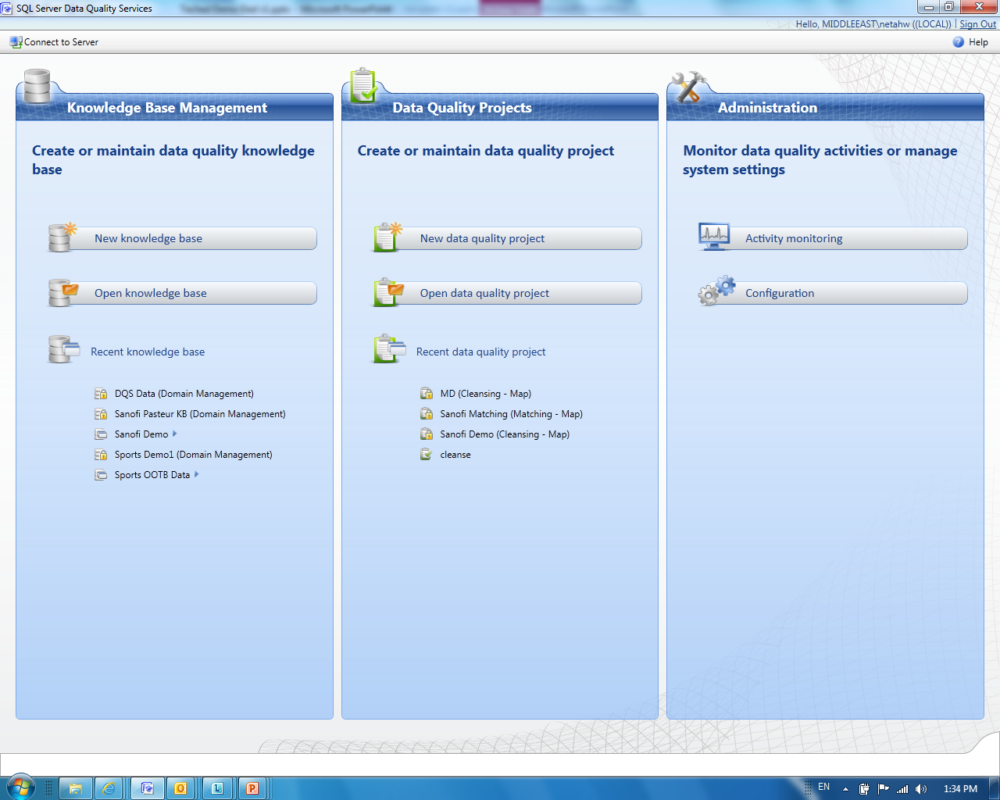 SQL Server Data Quality Services
Hello, MIDDLEEAST\netahw ((LOCAL)) | Sign Out
Connect to Server
Help
Knowledge Base Management
Create or maintain data quality knowledge
base
New knowledge base
Open knowledge base
Recent knowledge base
DQS Data (Domain Management)
Sanofi Pasteur KB (Domain Management)
Sanofi Demo
Sports Demo1 (Domain Management)
Sports OOTB Data
Data Quality Projects
Create or maintain data quality project
New data quality project
Open data quality project
Recent data quality project
MD (Cleansing - Map)
Sanofi Matching (Matching - Map)
Sanofi Demo (Cleansing - Map)
cleanse
Administration
Monitor data quality activities or manage
system settings
Activity monitoring
Configuration
EN
1:34 PM